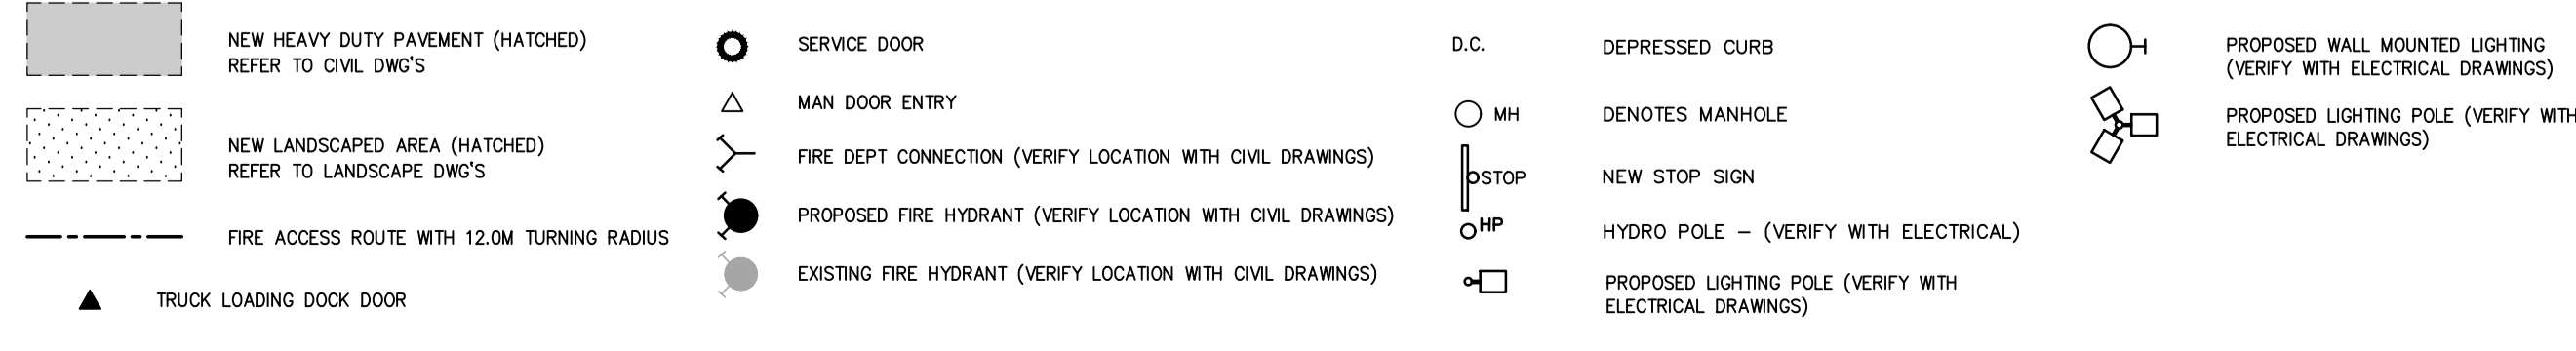 NEW HEAVY DUTY PAVEMENT (HATCHED)
REFER TO CIVIL DWG'S
NEW LANDSCAPED AREA (HATCHED)
REFER TO LANDSCAPE DWG'S
FIRE ACCESS ROUTE WITH 12.0M TURNING RADIUS
TRUCK LOADING DOCK DOOR
SERVICE DOOR
MAN DOOR ENTRY
FIRE DEPT CONNECTION (VERIFY LOCATION WITH CIVIL DRAWINGS)
PROPOSED FIRE HYDRANT (VERIFY LOCATION WITH CIVIL DRAWINGS)
EXISTING FIRE HYDRANT (VERIFY LOCATION WITH CIVIL DRAWINGS)
D.C. DEPRESSED CURB
MH DENOTES MANHOLE
STOP NEW STOP SIGN
HP HYDRO POLE – (VERIFY WITH ELECTRICAL)
PROPOSED LIGHTING POLE (VERIFY WITH
ELECTRICAL DRAWINGS)
PROPOSED WALL MOUNTED LIGHTING
(VERIFY WITH ELECTRICAL DRAWINGS)
PROPOSED LIGHTING POLE (VERIFY WITH
ELECTRICAL DRAWINGS)